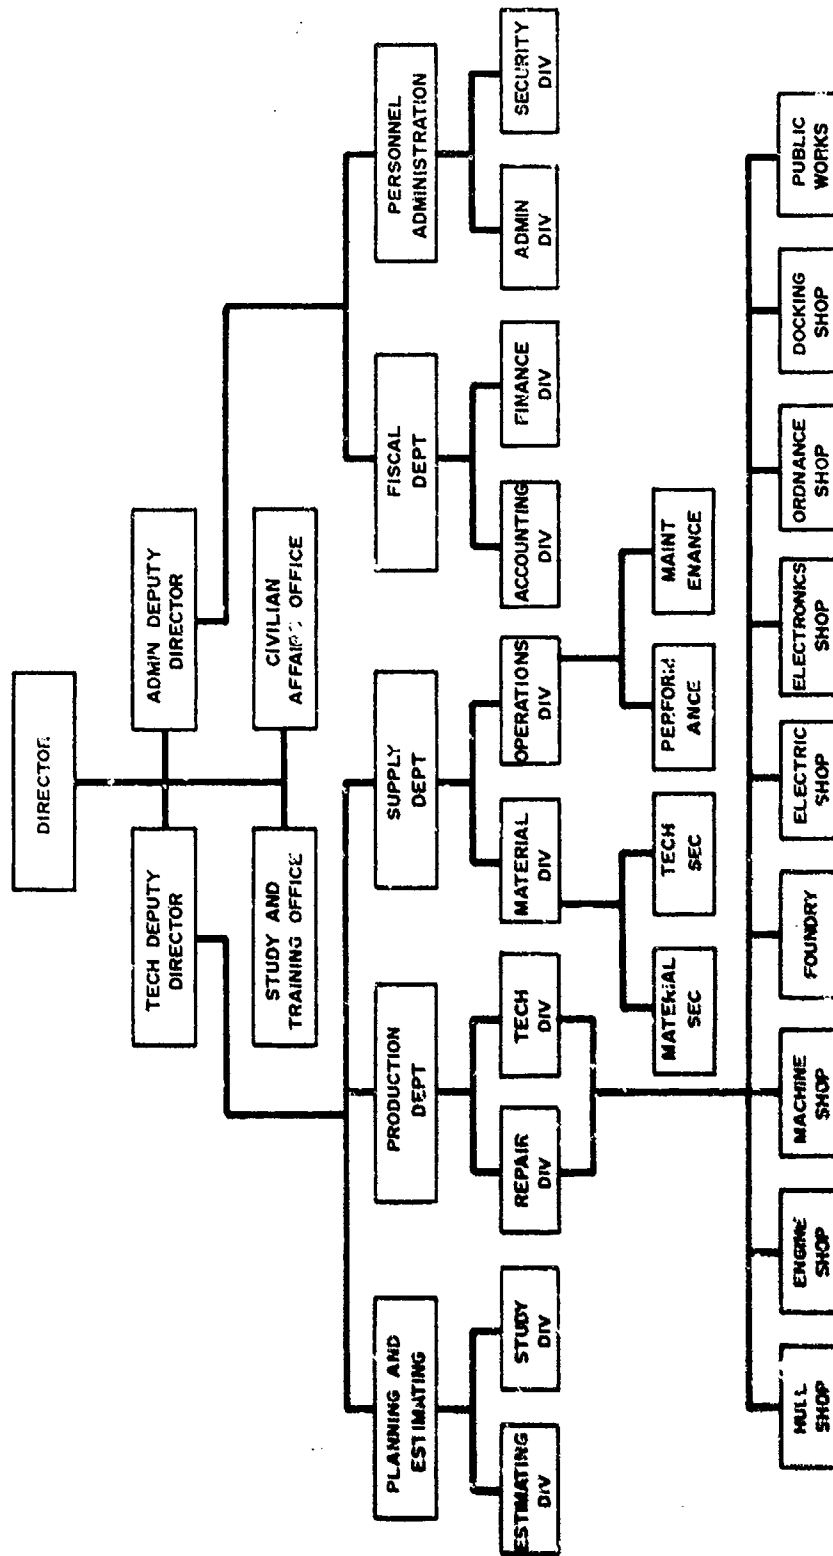 DIRECTOR
TECH DEPUTY
DIRECTOR
ADMIN DEPUTY
DIRECTOR
STUDY AND
TRAINING OFFICE
CIVILIAN
AFFAIRS OFFICE
PLANNING AND
ESTIMATING
PRODUCTION
DEPT
SUPPLY
DEPT
FISCAL
DEPT
PERSONNEL
ADMINISTRATION
ESTIMATING
DIV
STUDY
DIV
REPAIR
DIV
TECH
DIV
MATERIAL
DIV
OPERATIONS
DIV
ACCOUNTING
DIV
FINANCE
DIV
ADMIN
DIV
SECURITY
DIV
MATERIAL
SEC
TECH
SEC
PERFORM
ANCE
MAINT
ENANCE
HULL
SHOP
ENGINE
SHOP
MACHINE
SHOP
FOUNDRY
ELECTRIC
SHOP
ELECTRONICS
SHOP
ORDNANCE
SHOP
DOCKING
SHOP
PUBLIC
WORKS